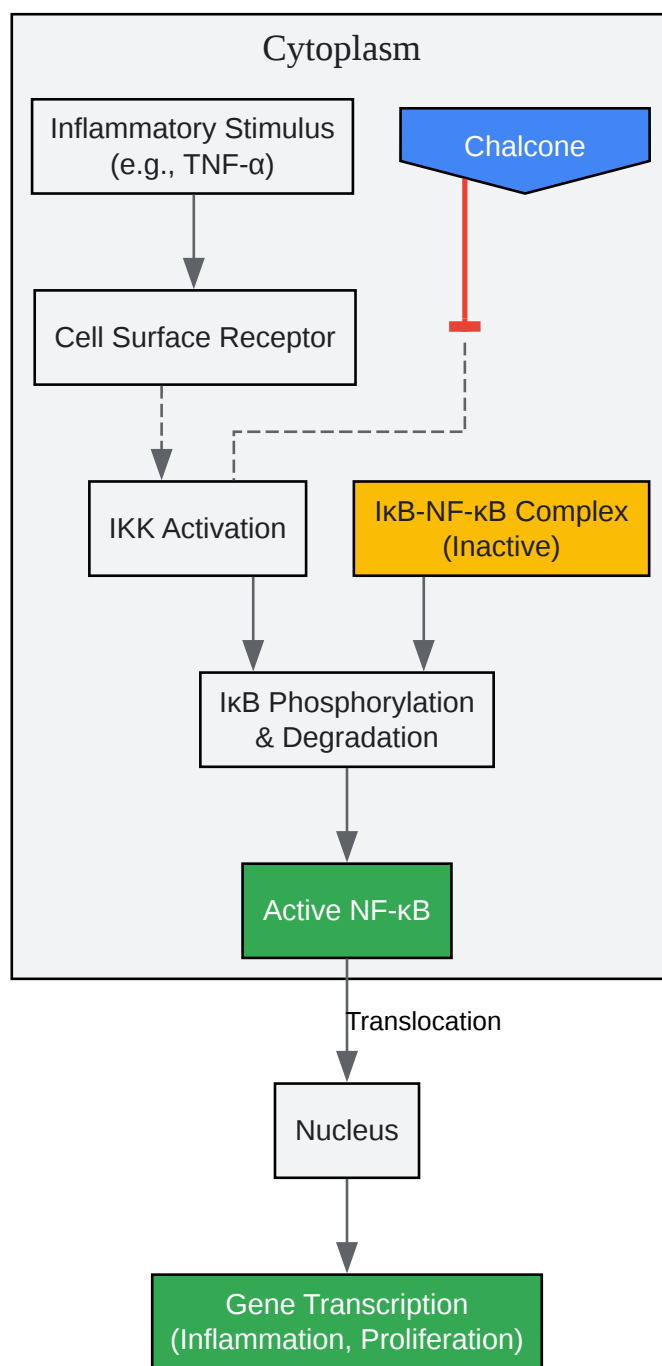 Cytoplasm
Inflammatory Stimulus
(e.g., TNF-α)
Chalcone
Cell Surface Receptor
IKK Activation
IκB-NF-κB Complex
(Inactive)
IκB Phosphorylation
& Degradation
Active NF-κB
Translocation
Nucleus
Gene Transcription
(Inflammation, Proliferation)